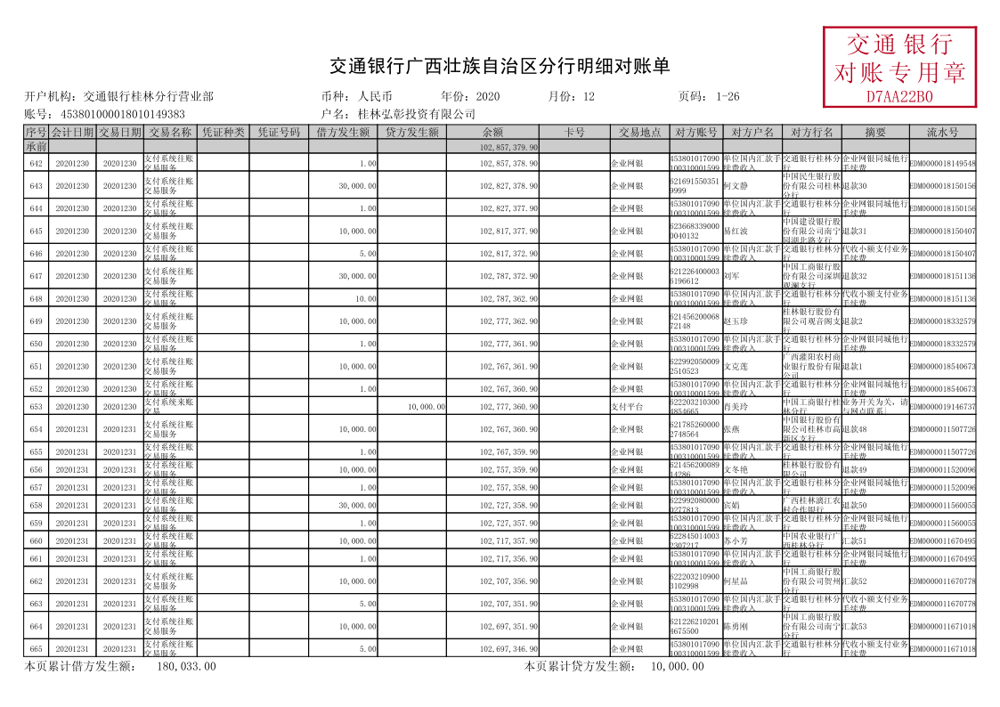 交通银行
对账专用章
D7AA22B0
交通银行广西壮族自治区分行明细对账单
开户机构: 交通银行桂林分行营业部 币种: 人民币 年份: 2020 月份: 12 页码: 1-26
账号: 453801000018010149383 户名: 桂林弘彰投资有限公司
序号 会计日期 交易日期 交易名称 凭证种类 凭证号码 借方发生额 贷方发生额 余额 卡号 交易地点 对方账号 对方户名 对方行名 摘要 流水号
承前 102,857,379.90
642 20201230 20201230 支付系统往账交易服务 1.00 102,857,378.90 企业网银 453801017090100310001599 单位国内汇款手续费收入 交通银行桂林分行 企业网银同城他行手续费 EDM0000018149548
643 20201230 20201230 支付系统往账交易服务 30,000.00 102,827,378.90 企业网银 6216915503519999 何文静 中国民生银行股份有限公司桂林分行 退款30 EDM0000018150156
644 20201230 20201230 支付系统往账交易服务 1.00 102,827,377.90 企业网银 453801017090100310001599 单位国内汇款手续费收入 交通银行桂林分行 企业网银同城他行手续费 EDM0000018150156
645 20201230 20201230 支付系统往账交易服务 10,000.00 102,817,377.90 企业网银 6236683390000040132 易红波 中国建设银行股份有限公司南宁园湖北路支行 退款31 EDM0000018150407
646 20201230 20201230 支付系统往账交易服务 5.00 102,817,372.90 企业网银 453801017090100310001599 单位国内汇款手续费收入 交通银行桂林分行 代收小额支付业务手续费 EDM0000018150407
647 20201230 20201230 支付系统往账交易服务 30,000.00 102,787,372.90 企业网银 6212264000036196612 刘军 中国工商银行股份有限公司深圳观澜支行 退款32 EDM0000018151136
648 20201230 20201230 支付系统往账交易服务 10.00 102,787,362.90 企业网银 453801017090100310001599 单位国内汇款手续费收入 交通银行桂林分行 代收小额支付业务手续费 EDM0000018151136
649 20201230 20201230 支付系统往账交易服务 10,000.00 102,777,362.90 企业网银 62145620006872148 赵玉珍 桂林银行股份有限公司观音阁支行 退款2 EDM0000018332579
650 20201230 20201230 支付系统往账交易服务 1.00 102,777,361.90 企业网银 453801017090100310001599 单位国内汇款手续费收入 交通银行桂林分行 企业网银同城他行手续费 EDM0000018332579
651 20201230 20201230 支付系统往账交易服务 10,000.00 102,767,361.90 企业网银 6229920500092510523 文克莲 广西灌阳农村商业银行股份有限公司 退款1 EDM0000018540673
652 20201230 20201230 支付系统往账交易服务 1.00 102,767,360.90 企业网银 453801017090100310001599 单位国内汇款手续费收入 交通银行桂林分行 企业网银同城他行手续费 EDM0000018540673
653 20201230 20201230 支付系统来账交易 10,000.00 102,777,360.90 支付平台 6222032103004854665 肖美玲 中国工商银行桂林分行 业务开关为关，请与网点联系| EDM0000019146737
654 20201231 20201231 支付系统往账交易服务 10,000.00 102,767,360.90 企业网银 6217852600002748564 张燕 中国银行股份有限公司桂林市高新区支行 退款48 EDM0000011507726
655 20201231 20201231 支付系统往账交易服务 1.00 102,767,359.90 企业网银 453801017090100310001599 单位国内汇款手续费收入 交通银行桂林分行 企业网银同城他行手续费 EDM0000011507726
656 20201231 20201231 支付系统往账交易服务 10,000.00 102,757,359.90 企业网银 62145620008914286 文冬艳 桂林银行股份有限公司 退款49 EDM0000011520096
657 20201231 20201231 支付系统往账交易服务 1.00 102,757,358.90 企业网银 453801017090100310001599 单位国内汇款手续费收入 交通银行桂林分行 企业网银同城他行手续费 EDM0000011520096
658 20201231 20201231 支付系统往账交易服务 30,000.00 102,727,358.90 企业网银 6229920800000277813 宾娟 广西桂林漓江农村合作银行 退款50 EDM0000011560055
659 20201231 20201231 支付系统往账交易服务 1.00 102,727,357.90 企业网银 453801017090100310001599 单位国内汇款手续费收入 交通银行桂林分行 企业网银同城他行手续费 EDM0000011560055
660 20201231 20201231 支付系统往账交易服务 10,000.00 102,717,357.90 企业网银 6228450140032307217 苏小芳 中国农业银行广西桂林分行 汇款51 EDM0000011670495
661 20201231 20201231 支付系统往账交易服务 1.00 102,717,356.90 企业网银 453801017090100310001599 单位国内汇款手续费收入 交通银行桂林分行 企业网银同城他行手续费 EDM0000011670495
662 20201231 20201231 支付系统往账交易服务 10,000.00 102,707,356.90 企业网银 6222032109003102998 何星品 中国工商银行股份有限公司贺州分行 汇款52 EDM0000011670778
663 20201231 20201231 支付系统往账交易服务 5.00 102,707,351.90 企业网银 453801017090100310001599 单位国内汇款手续费收入 交通银行桂林分行 代收小额支付业务手续费 EDM0000011670778
664 20201231 20201231 支付系统往账交易服务 10,000.00 102,697,351.90 企业网银 6212262102014675500 陈勇刚 中国工商银行股份有限公司南宁分行 汇款53 EDM0000011671018
665 20201231 20201231 支付系统往账交易服务 5.00 102,697,346.90 企业网银 453801017090100310001599 单位国内汇款手续费收入 交通银行桂林分行 代收小额支付业务手续费 EDM0000011671018
本页累计借方发生额: 180,033.00 本页累计贷方发生额: 10,000.00